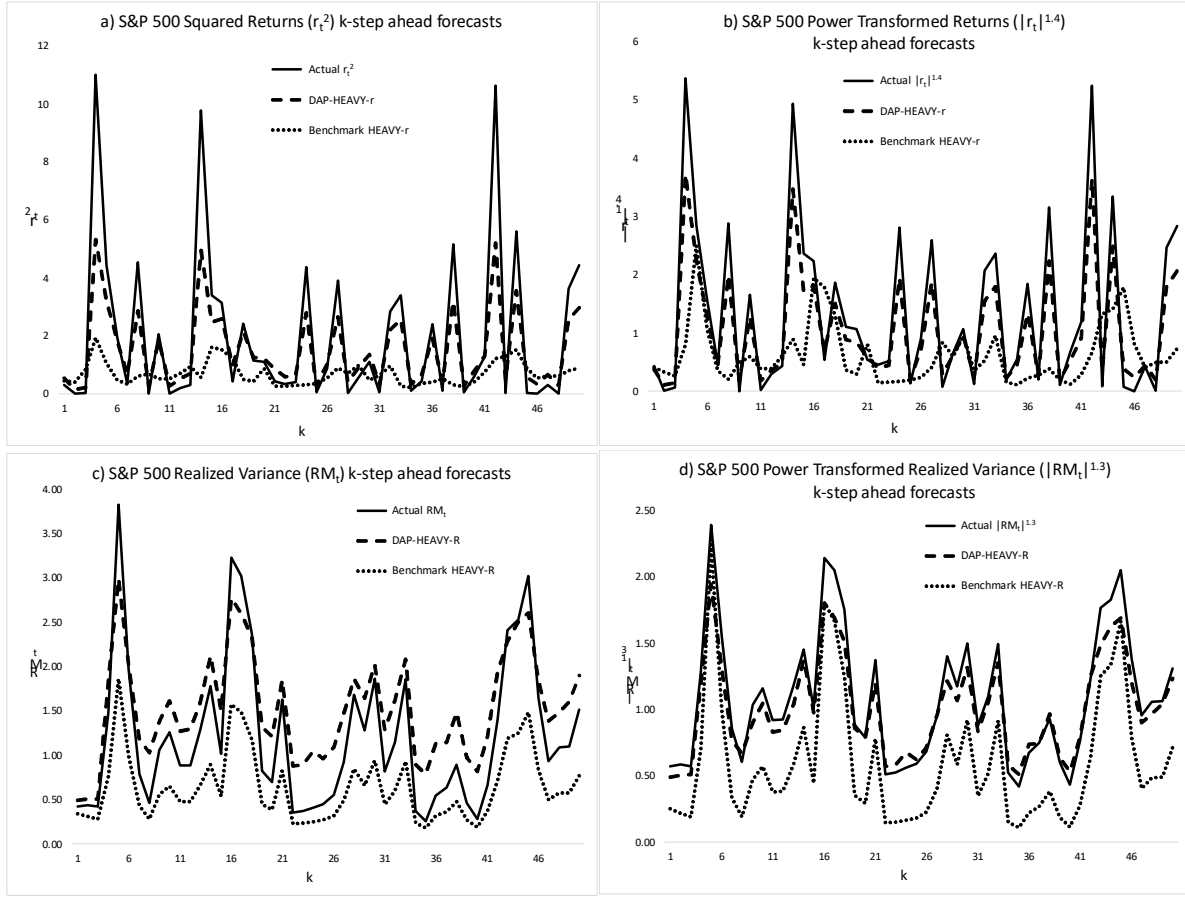 a) S&P 500 Squared Returns (rₜ²) k-step ahead forecasts
12
10
8
6
4
2
0
rₜ²
Actual rₜ²
DAP-HEAVY-r
Benchmark HEAVY-r
1 6 11 16 21 26 31 36 41 46
k
b) S&P 500 Power Transformed Returns (|rₜ|¹·⁴)
k-step ahead forecasts
6
5
4
3
2
1
0
|rₜ|¹·⁴
Actual |rₜ|¹·⁴
DAP-HEAVY-r
Benchmark HEAVY-r
1 6 11 16 21 26 31 36 41 46
k
c) S&P 500 Realized Variance (RMₜ) k-step ahead forecasts
4.00
3.50
3.00
2.50
2.00
1.50
1.00
0.50
0.00
RMₜ
Actual RMₜ
DAP-HEAVY-R
Benchmark HEAVY-R
1 6 11 16 21 26 31 36 41 46
k
d) S&P 500 Power Transformed Realized Variance (|RMₜ|¹·³)
k-step ahead forecasts
2.50
2.00
1.50
1.00
0.50
0.00
|RMₜ|¹·³
Actual |RMₜ|¹·³
DAP-HEAVY-R
Benchmark HEAVY-R
1 6 11 16 21 26 31 36 41 46
k